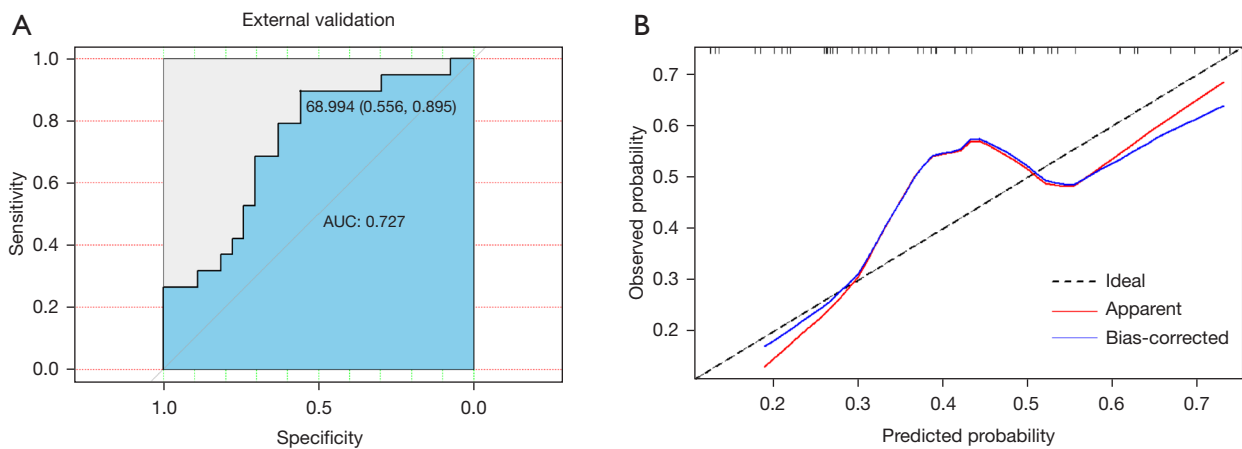 A
External validation
1.0
0.8
0.6
0.4
0.2
0.0
Sensitivity
68.994 (0.556, 0.895)
AUC: 0.727
1.0
0.5
0.0
Specificity
B
0.7
0.6
0.5
0.4
0.3
0.2
Observed probability
Ideal
Apparent
Bias-corrected
0.2
0.3
0.4
0.5
0.6
0.7
Predicted probability